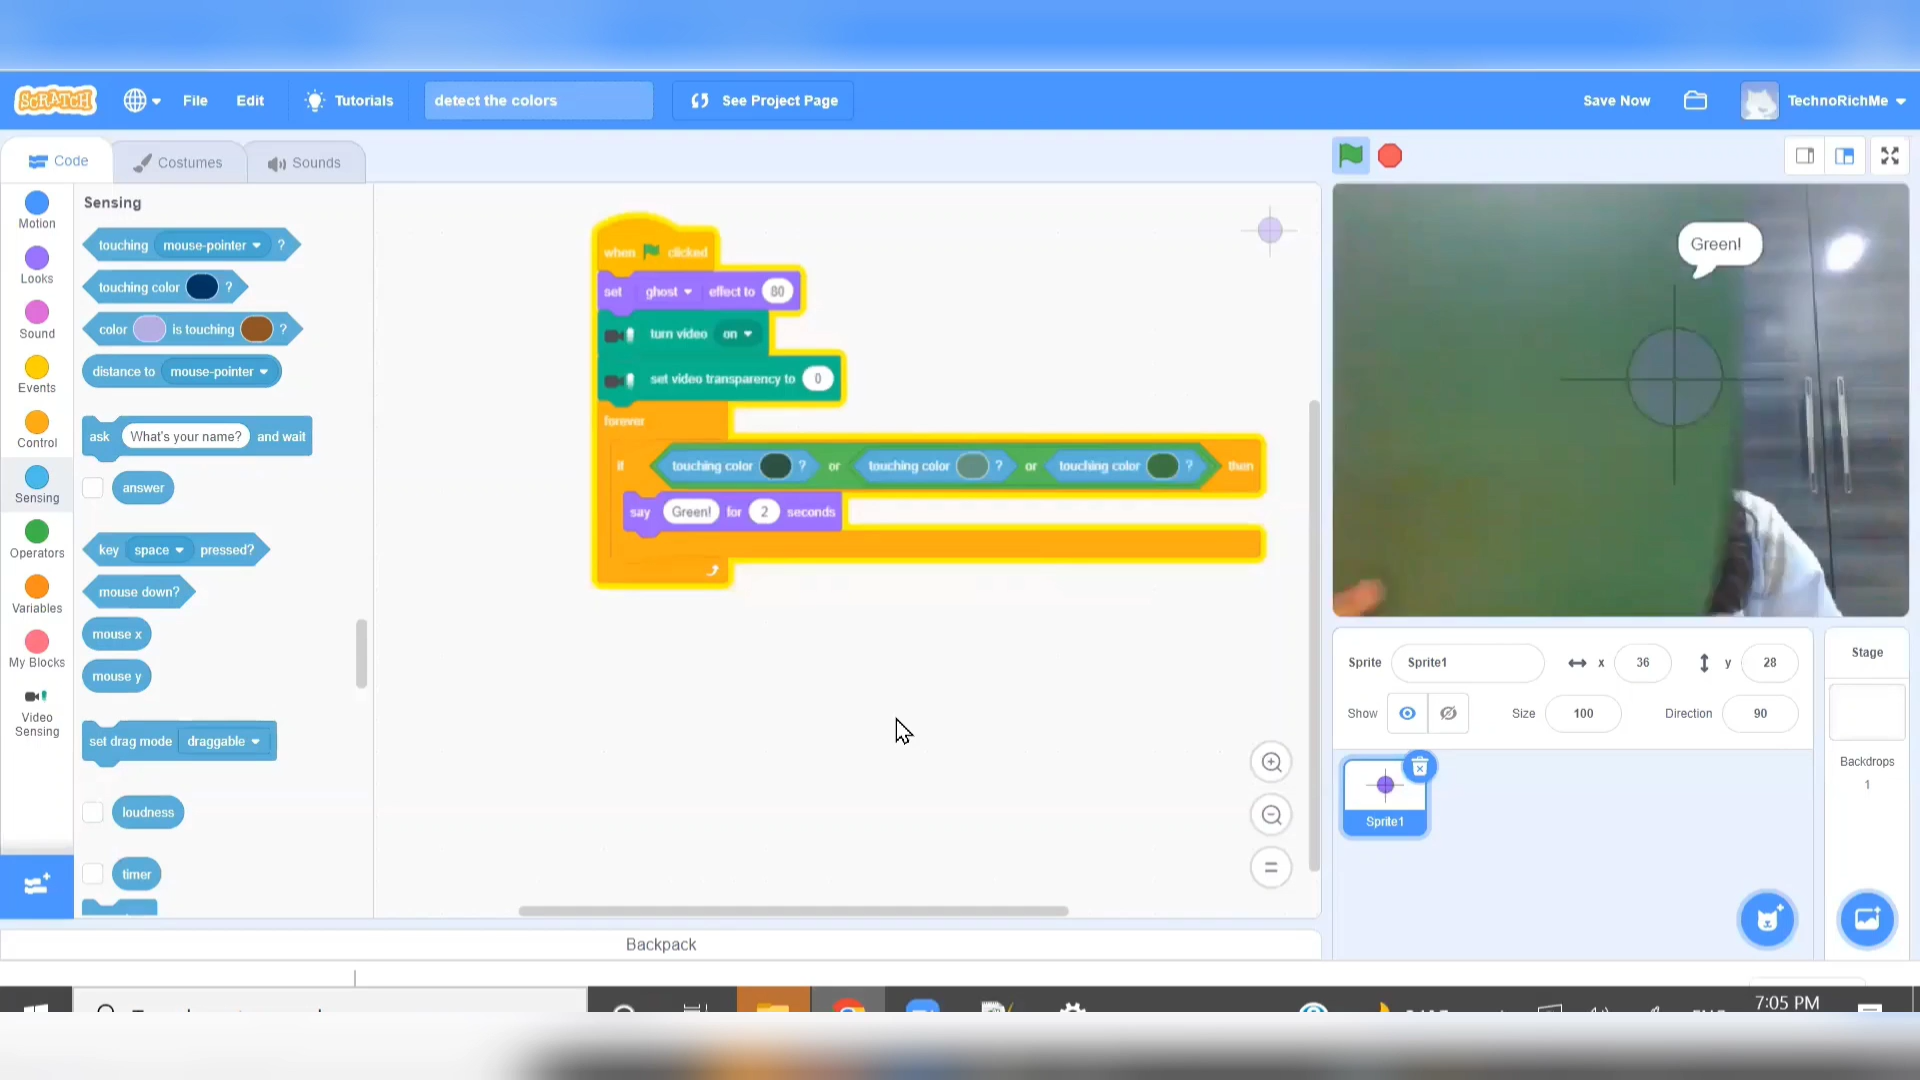 SCRATCH File Edit Tutorials detect the colors See Project Page Save Now TechnoRichMe
Code Costumes Sounds
Motion
Looks
Sound
Events
Control
Sensing
Operators
Variables
My Blocks
Video
Sensing
Sensing
touching mouse-pointer ?
touching color ?
color is touching ?
distance to mouse-pointer
ask What's your name? and wait
answer
key space pressed?
mouse down?
mouse x
mouse y
set drag mode draggable
loudness
timer
when clicked
set ghost effect to 80
turn video on
set video transparency to 0
forever
if touching color ? or touching color ? or touching color ? then
say Green! for 2 seconds
Green!
Sprite Sprite1 x 36 y 28
Show Size 100 Direction 90
Sprite1
Stage
Backdrops
1
Backpack
7:05 PM